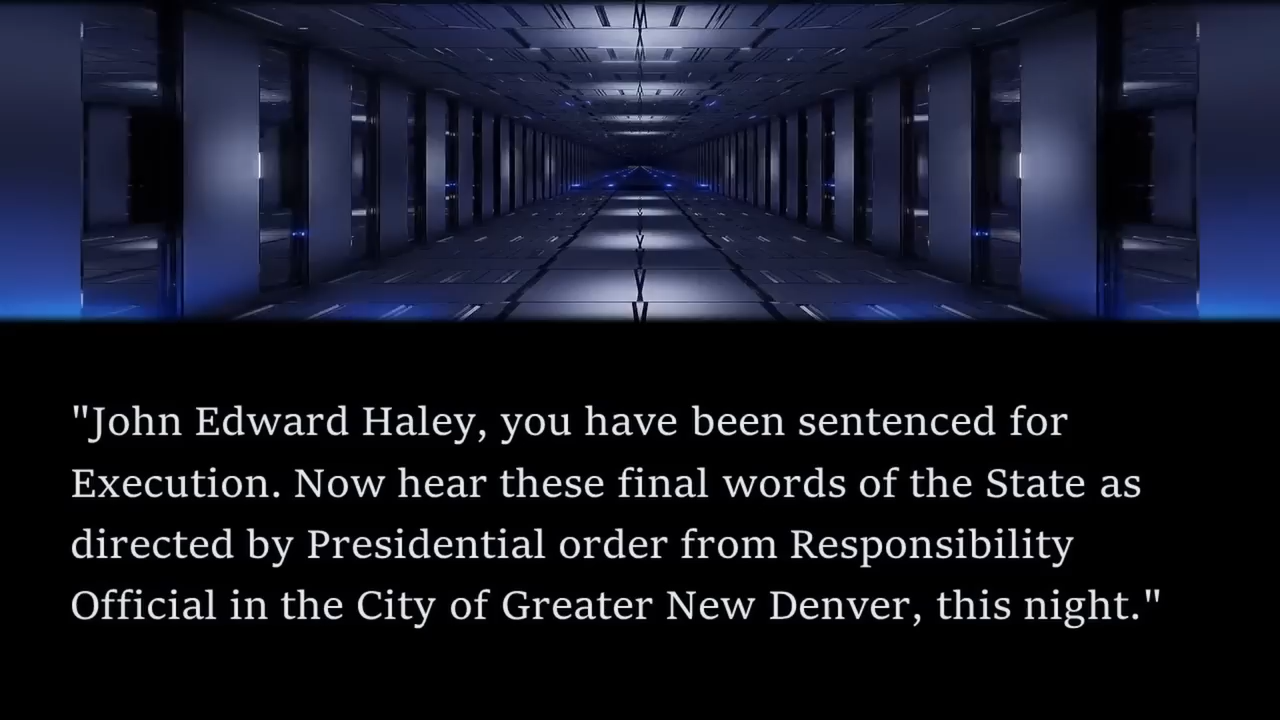 "John Edward Haley, you have been sentenced for
Execution. Now hear these final words of the State as
directed by Presidential order from Responsibility
Official in the City of Greater New Denver, this night."